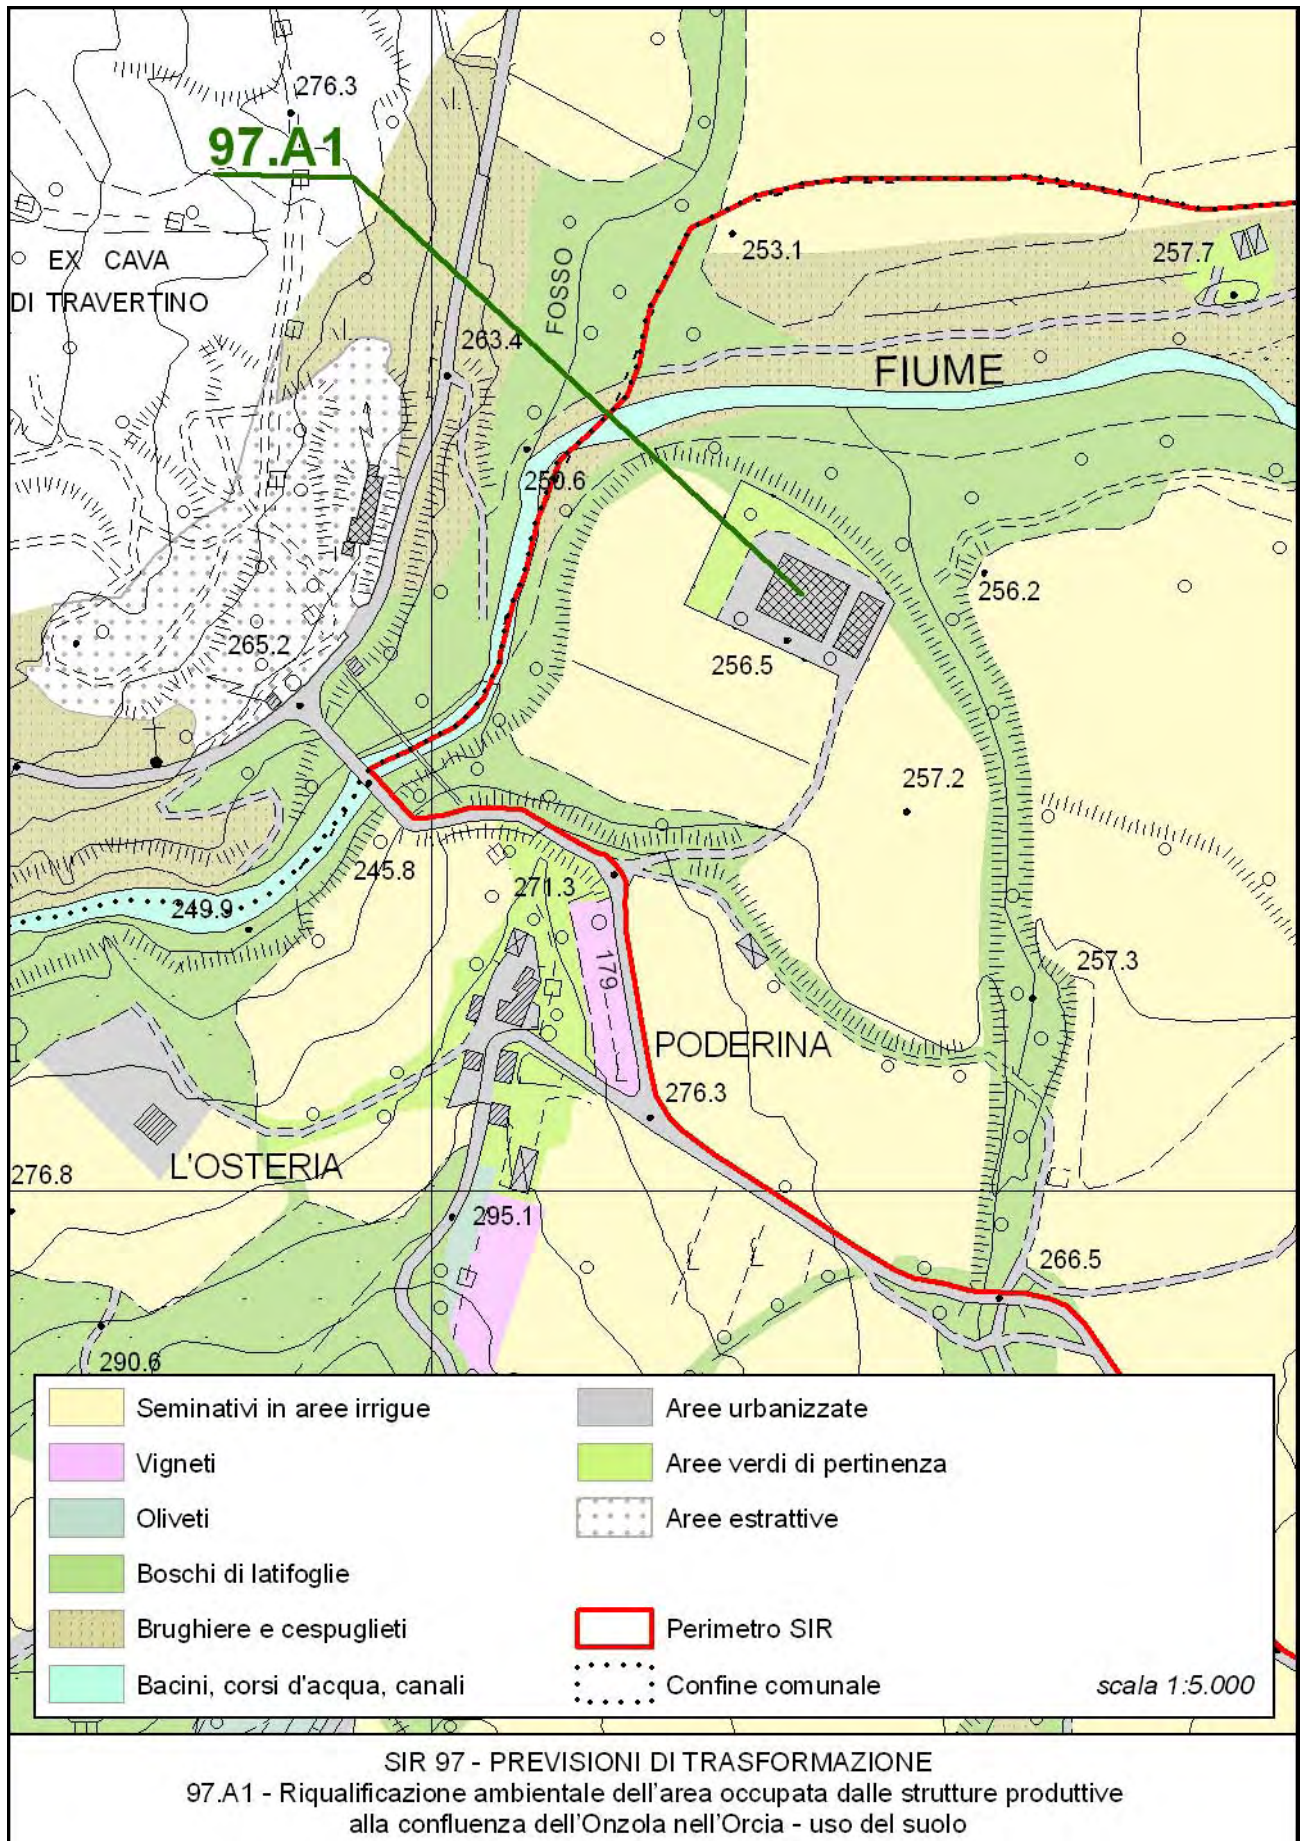 276.3
97.A1
EX CAVA
DI TRAVERTINO
FOSSO
253.1
257.7
263.4
FIUME
250.6
256.2
265.2
256.5
257.2
245.8
271.3
249.9
179
257.3
PODERINA
276.3
L'OSTERIA
276.8
295.1
266.5
290.6
Seminativi in aree irrigue
Vigneti
Oliveti
Boschi di latifoglie
Brughiere e cespuglieti
Bacini, corsi d'acqua, canali
Aree urbanizzate
Aree verdi di pertinenza
Aree estrattive
Perimetro SIR
Confine comunale
scala 1:5.000
SIR 97 - PREVISIONI DI TRASFORMAZIONE
97.A1 - Riqualificazione ambientale dell'area occupata dalle strutture produttive
alla confluenza dell'Onzola nell'Orcia - uso del suolo